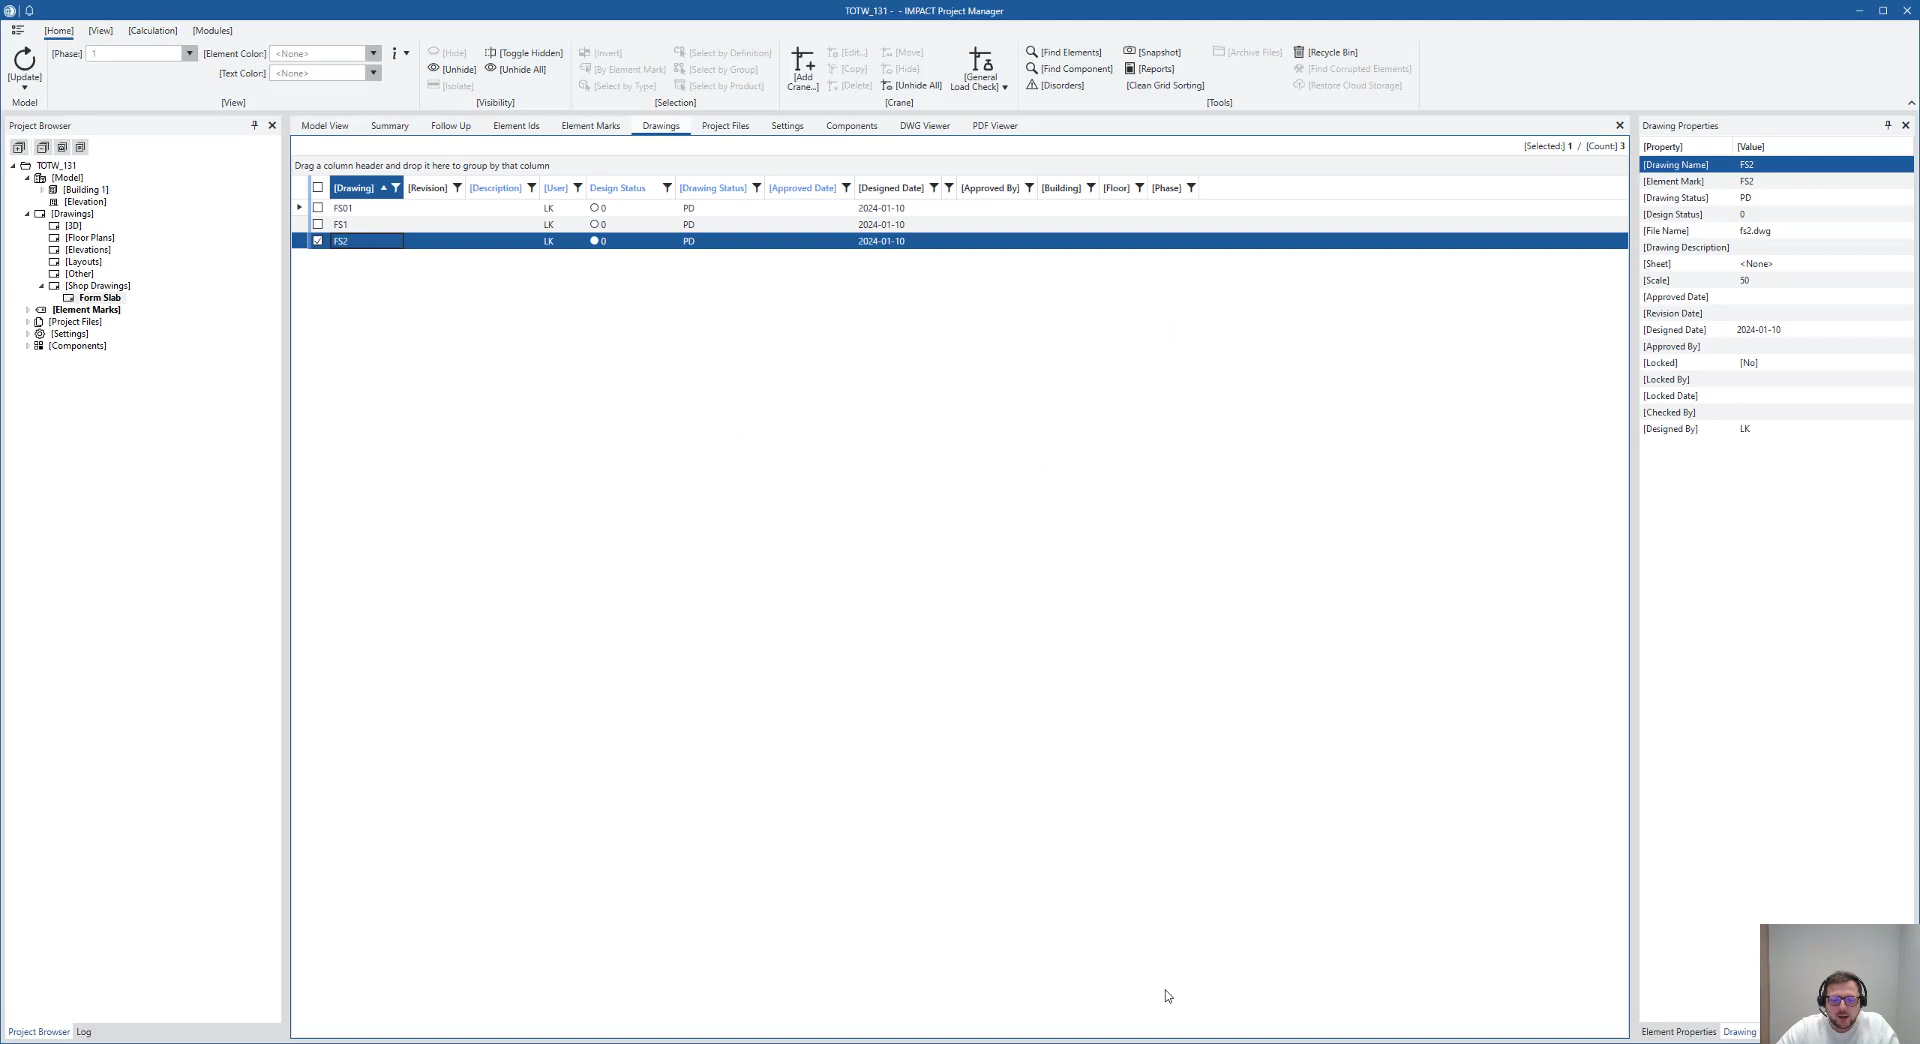 TOTW_131 - - IMPACT Project Manager
[Home] [View] [Calculation] [Modules]
[Update]
Model
[Phase:] 1
[Element Color:] <None>
[Text Color:] <None>
[View]
[Hide] [Toggle Hidden]
[Unhide] [Unhide All]
[Isolate]
[Visibility]
[Invert] [Select by Definition]
[By Element Mark] [Select by Group]
[Select by Type] [Select by Product]
[Selection]
[Add
Crane...]
[Edit...] [Move]
[Copy] [Hide]
[Delete] [Unhide All]
[General
Load Check]
[Crane]
[Find Elements] [Snapshot] [Archive Files] [Recycle Bin]
[Find Component] [Reports] [Find Corrupted Elements]
[Disorders] [Clean Grid Sorting] [Restore Cloud Storage]
[Tools]
Project Browser
TOTW_131
[Model]
[Building 1]
[Elevation]
[Drawings]
[3D]
[Floor Plans]
[Elevations]
[Layouts]
[Other]
[Shop Drawings]
Form Slab
[Element Marks]
[Project Files]
[Settings]
[Components]
Project Browser Log
Model View Summary Follow Up Element Ids Element Marks Drawings Project Files Settings Components DWG Viewer PDF Viewer
[Selected:] 1 / [Count:] 3
Drag a column header and drop it here to group by that column
[Drawing] [Revision] [Description] [User] Design Status [Drawing Status] [Approved Date] [Designed Date] [Approved By] [Building] [Floor] [Phase]
FS01 LK 0 PD 2024-01-10
FS1 LK 0 PD 2024-01-10
FS2 LK 0 PD 2024-01-10
Drawing Properties
[Property] [Value]
[Drawing Name] FS2
[Element Mark] FS2
[Drawing Status] PD
[Design Status] 0
[File Name] fs2.dwg
[Drawing Description]
[Sheet] <None>
[Scale] 50
[Approved Date]
[Revision Date]
[Designed Date] 2024-01-10
[Approved By]
[Locked] [No]
[Locked By]
[Locked Date]
[Checked By]
[Designed By] LK
Element Properties Drawing